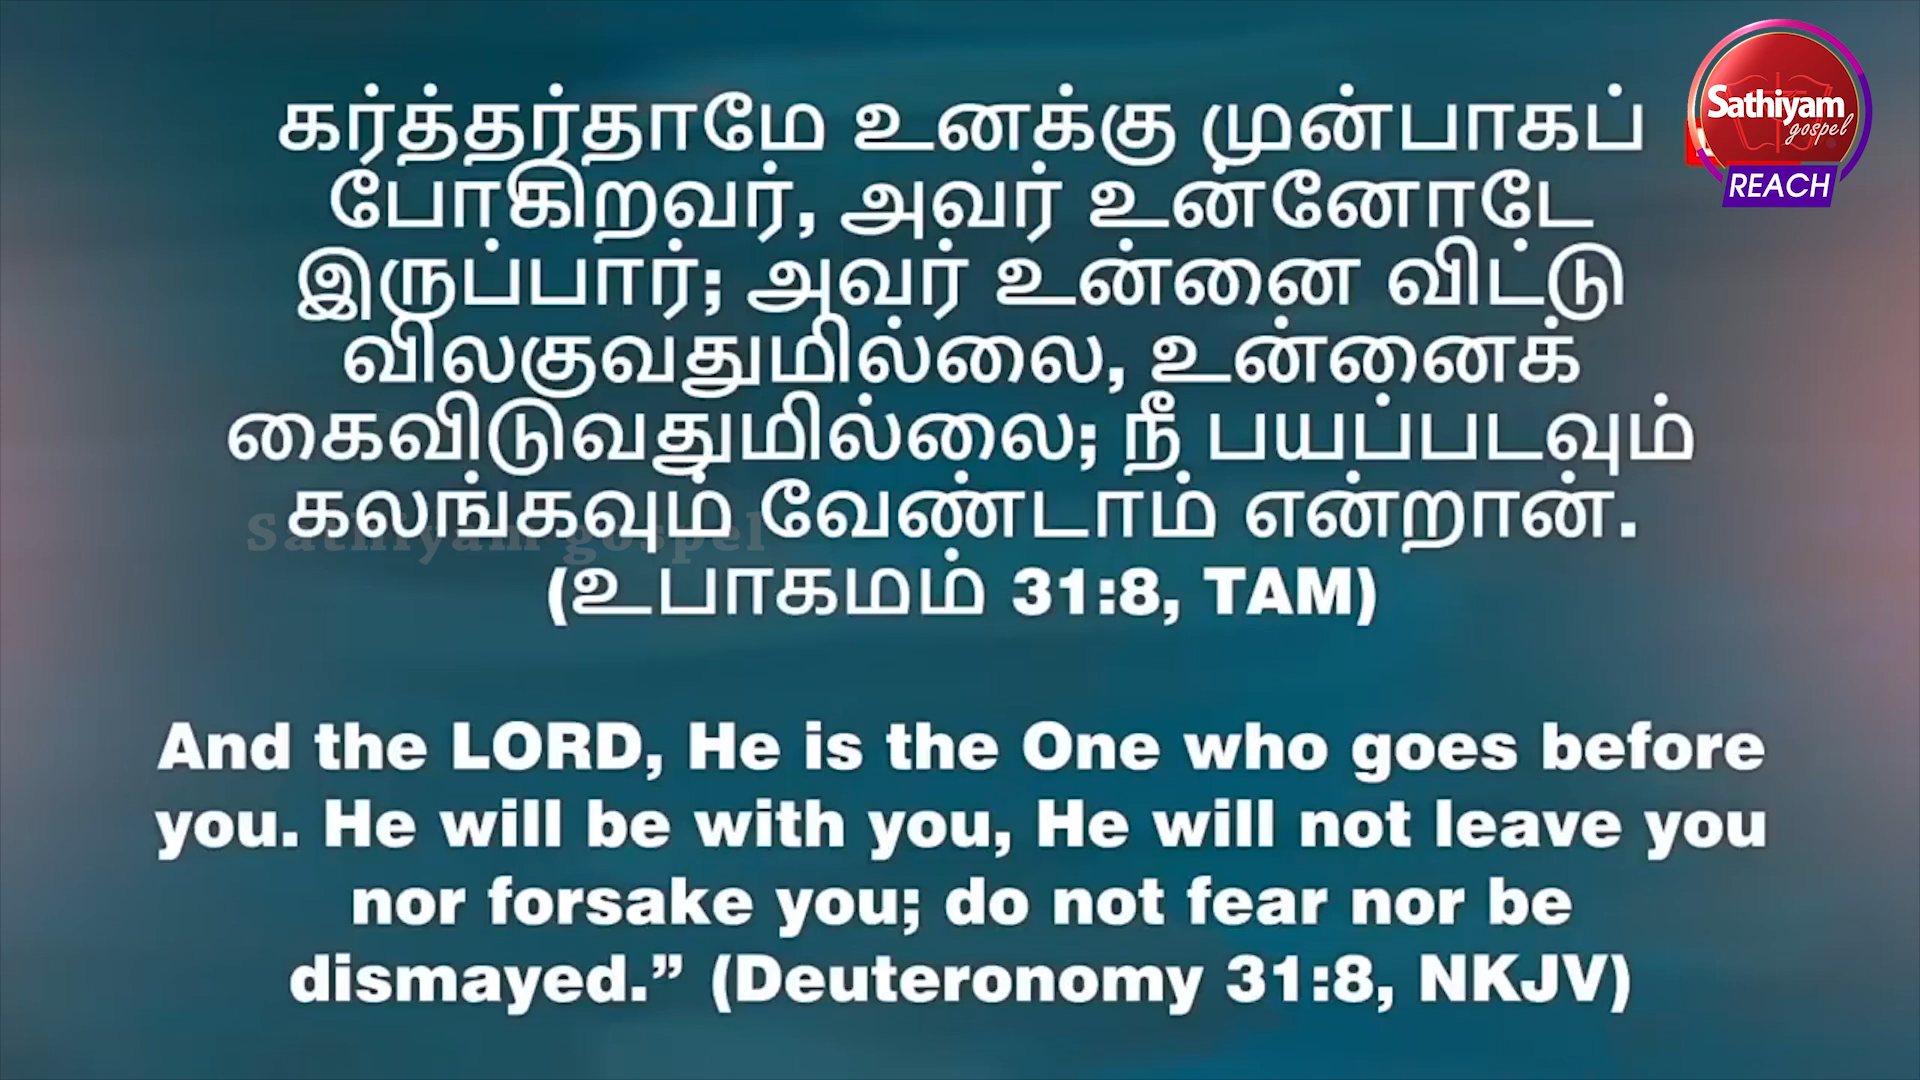 கர்த்தர்தாமே உனக்கு முன்பாகப்
போகிறவர், அவர் உன்னோடே
இருப்பார்; அவர் உன்னை விட்டு
விலகுவதுமில்லை, உன்னைக்
கைவிடுவதுமில்லை; நீ பயப்படவும்
கலங்கவும் வேண்டாம் என்றான்.
(உபாகமம் 31:8, TAM)
And the LORD, He is the One who goes before
you. He will be with you, He will not leave you
nor forsake you; do not fear nor be
dismayed.” (Deuteronomy 31:8, NKJV)
Sathiyam
gospel
REACH
Sathiyam gospel